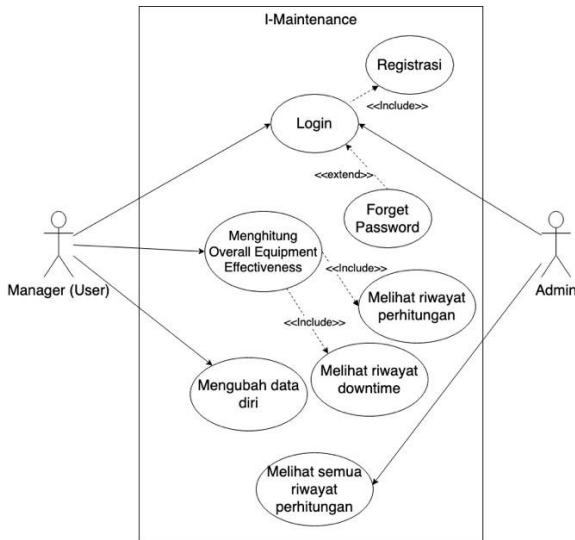 I-Maintenance
Registrasi
<<Include>>
Login
<<extend>>
Forget
Password
Menghitung
Overall Equipment
Effectiveness
Manager (User)
Admin
<<Include>>
Melihat riwayat
perhitungan
<<Include>>
Melihat riwayat
downtime
Mengubah data
diri
Melihat semua
riwayat
perhitungan